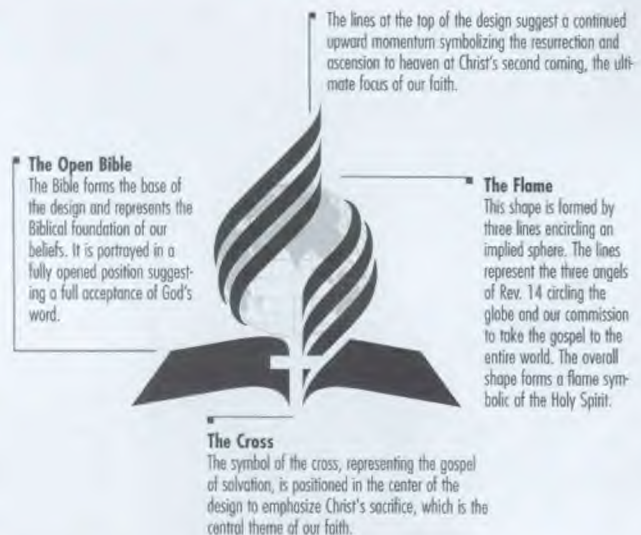 The lines at the top of the design suggest a continued
upward momentum symbolizing the resurrection and
ascension to heaven at Christ's second coming, the ulti-
mate focus of our faith.
The Open Bible
The Bible forms the base of
the design and represents the
Biblical foundation of our
beliefs. It is portrayed in a
fully opened position suggest-
ing a full acceptance of God's
word.
The Flame
This shape is formed by
three lines encircling an
implied sphere. The lines
represent the three angels
of Rev. 14 circling the
globe and our commission
to take the gospel to the
entire world. The overall
shape forms a flame sym-
bolic of the Holy Spirit.
The Cross
The symbol of the cross, representing the gospel
of salvation, is positioned in the center of the
design to emphasize Christ's sacrifice, which is the
central theme of our faith.